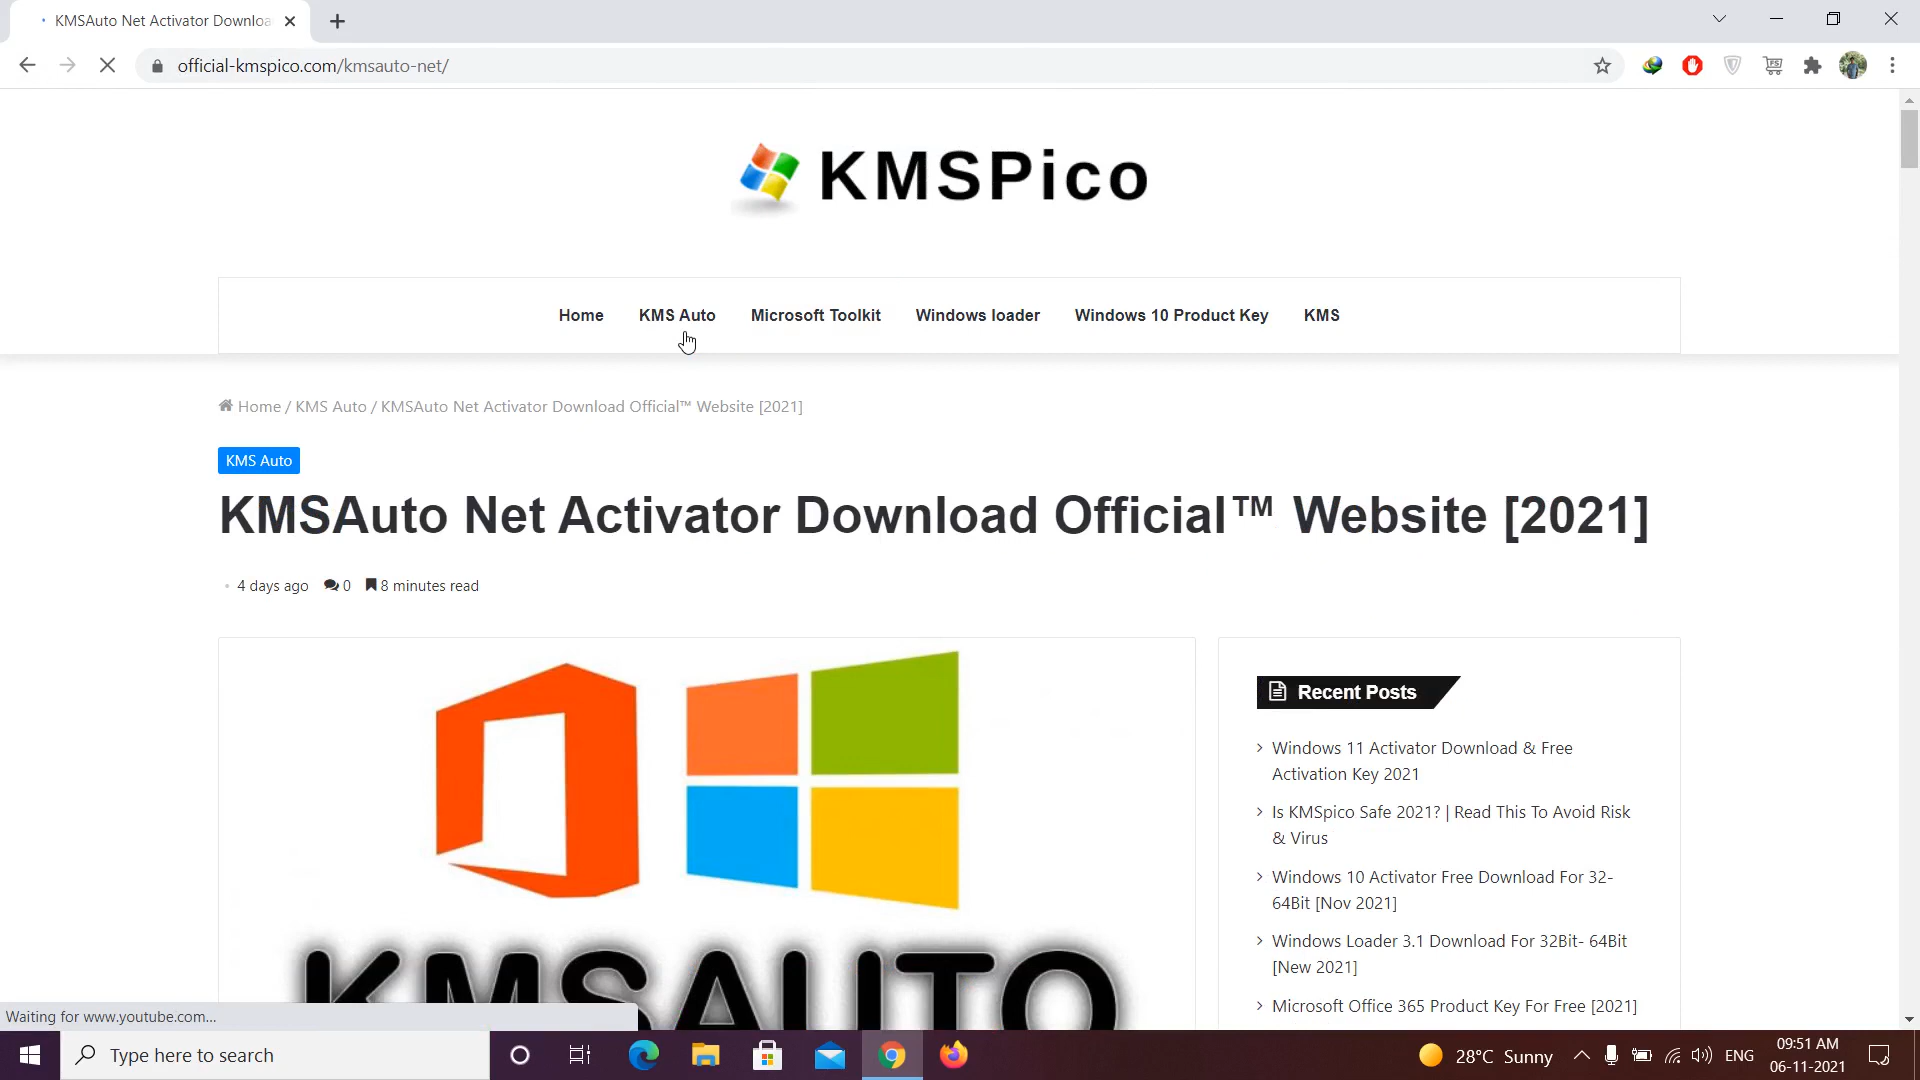 KMSAuto Net Activator Downloa
official-kmspico.com/kmsauto-net/
KMSPico
Home KMS Auto Microsoft Toolkit Windows loader Windows 10 Product Key KMS
Home / KMS Auto / KMSAuto Net Activator Download Official™ Website [2021]
KMS Auto
KMSAuto Net Activator Download Official™ Website [2021]
4 days ago 0 8 minutes read
KMSAUTO
Recent Posts
Windows 11 Activator Download & Free
Activation Key 2021
Is KMSpico Safe 2021? | Read This To Avoid Risk
& Virus
Windows 10 Activator Free Download For 32-
64Bit [Nov 2021]
Windows Loader 3.1 Download For 32Bit- 64Bit
[New 2021]
Microsoft Office 365 Product Key For Free [2021]
Waiting for www.youtube.com...
Type here to search
28°C Sunny
ENG
09:51 AM
06-11-2021